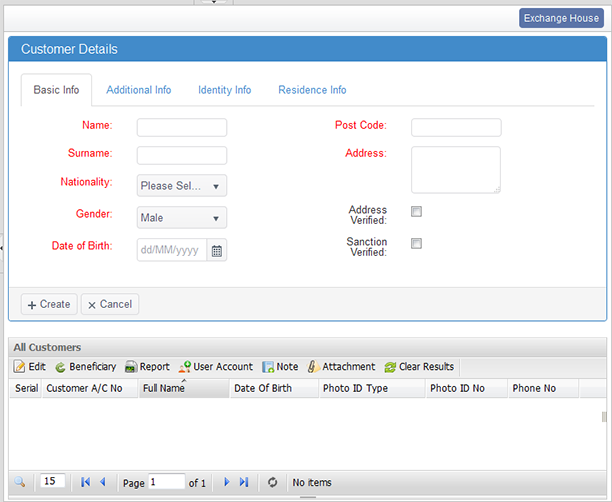 Exchange House
Customer Details
Basic Info Additional Info Identity Info Residence Info
Name: Post Code:
Surname: Address:
Nationality: Please Sel...
Gender: Male Address Verified:
Date of Birth: dd/MM/yyyy Sanction Verified:
+ Create × Cancel
All Customers
Edit Beneficiary Report User Account Note Attachment Clear Results
Serial Customer A/C No Full Name Date Of Birth Photo ID Type Photo ID No Phone No
15 Page 1 of 1 No items